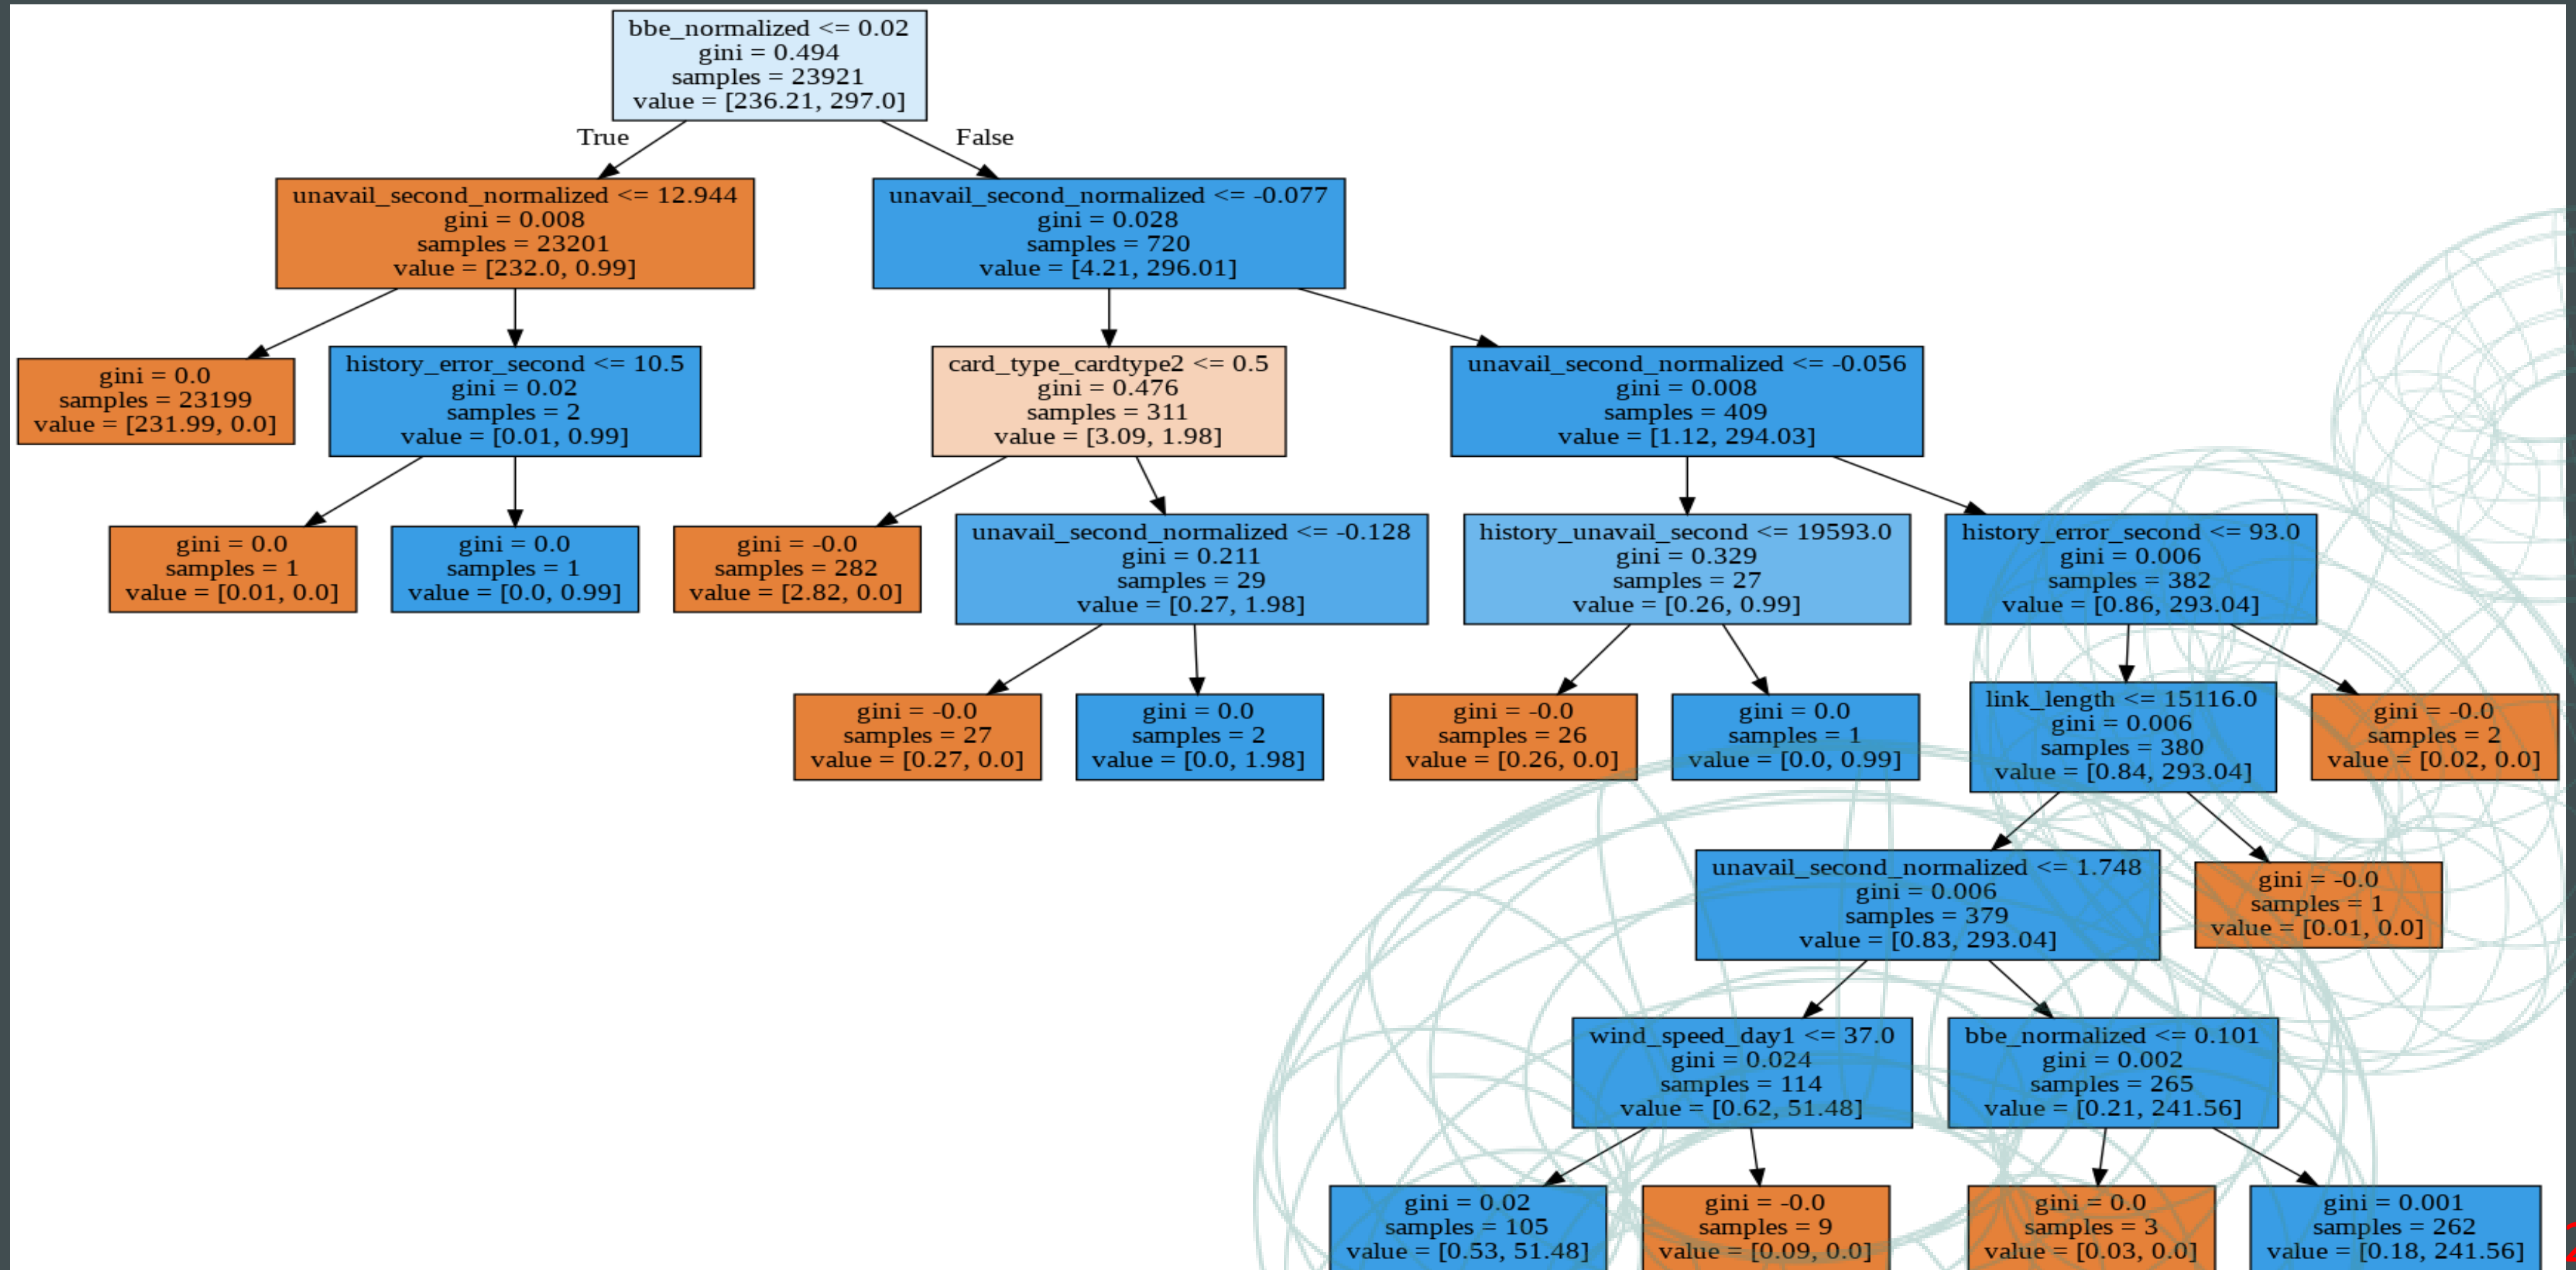 bbe_normalized <= 0.02
gini = 0.494
samples = 23921
value = [236.21, 297.0]
True
False
unavail_second_normalized <= 12.944
gini = 0.008
samples = 23201
value = [232.0, 0.99]
unavail_second_normalized <= -0.077
gini = 0.028
samples = 720
value = [4.21, 296.01]
gini = 0.0
samples = 23199
value = [231.99, 0.0]
history_error_second <= 10.5
gini = 0.02
samples = 2
value = [0.01, 0.99]
card_type_cardtype2 <= 0.5
gini = 0.476
samples = 311
value = [3.09, 1.98]
unavail_second_normalized <= -0.056
gini = 0.008
samples = 409
value = [1.12, 294.03]
gini = 0.0
samples = 1
value = [0.01, 0.0]
gini = 0.0
samples = 1
value = [0.0, 0.99]
gini = -0.0
samples = 282
value = [2.82, 0.0]
unavail_second_normalized <= -0.128
gini = 0.211
samples = 29
value = [0.27, 1.98]
history_unavail_second <= 19593.0
gini = 0.329
samples = 27
value = [0.26, 0.99]
history_error_second <= 93.0
gini = 0.006
samples = 382
value = [0.86, 293.04]
gini = -0.0
samples = 27
value = [0.27, 0.0]
gini = 0.0
samples = 2
value = [0.0, 1.98]
gini = -0.0
samples = 26
value = [0.26, 0.0]
gini = 0.0
samples = 1
value = [0.0, 0.99]
link_length <= 15116.0
gini = 0.006
samples = 380
value = [0.84, 293.04]
gini = -0.0
samples = 2
value = [0.02, 0.0]
unavail_second_normalized <= 1.748
gini = 0.006
samples = 379
value = [0.83, 293.04]
gini = -0.0
samples = 1
value = [0.01, 0.0]
wind_speed_day1 <= 37.0
gini = 0.024
samples = 114
value = [0.62, 51.48]
bbe_normalized <= 0.101
gini = 0.002
samples = 265
value = [0.21, 241.56]
gini = 0.02
samples = 105
value = [0.53, 51.48]
gini = -0.0
samples = 9
value = [0.09, 0.0]
gini = 0.0
samples = 3
value = [0.03, 0.0]
gini = 0.001
samples = 262
value = [0.18, 241.56]